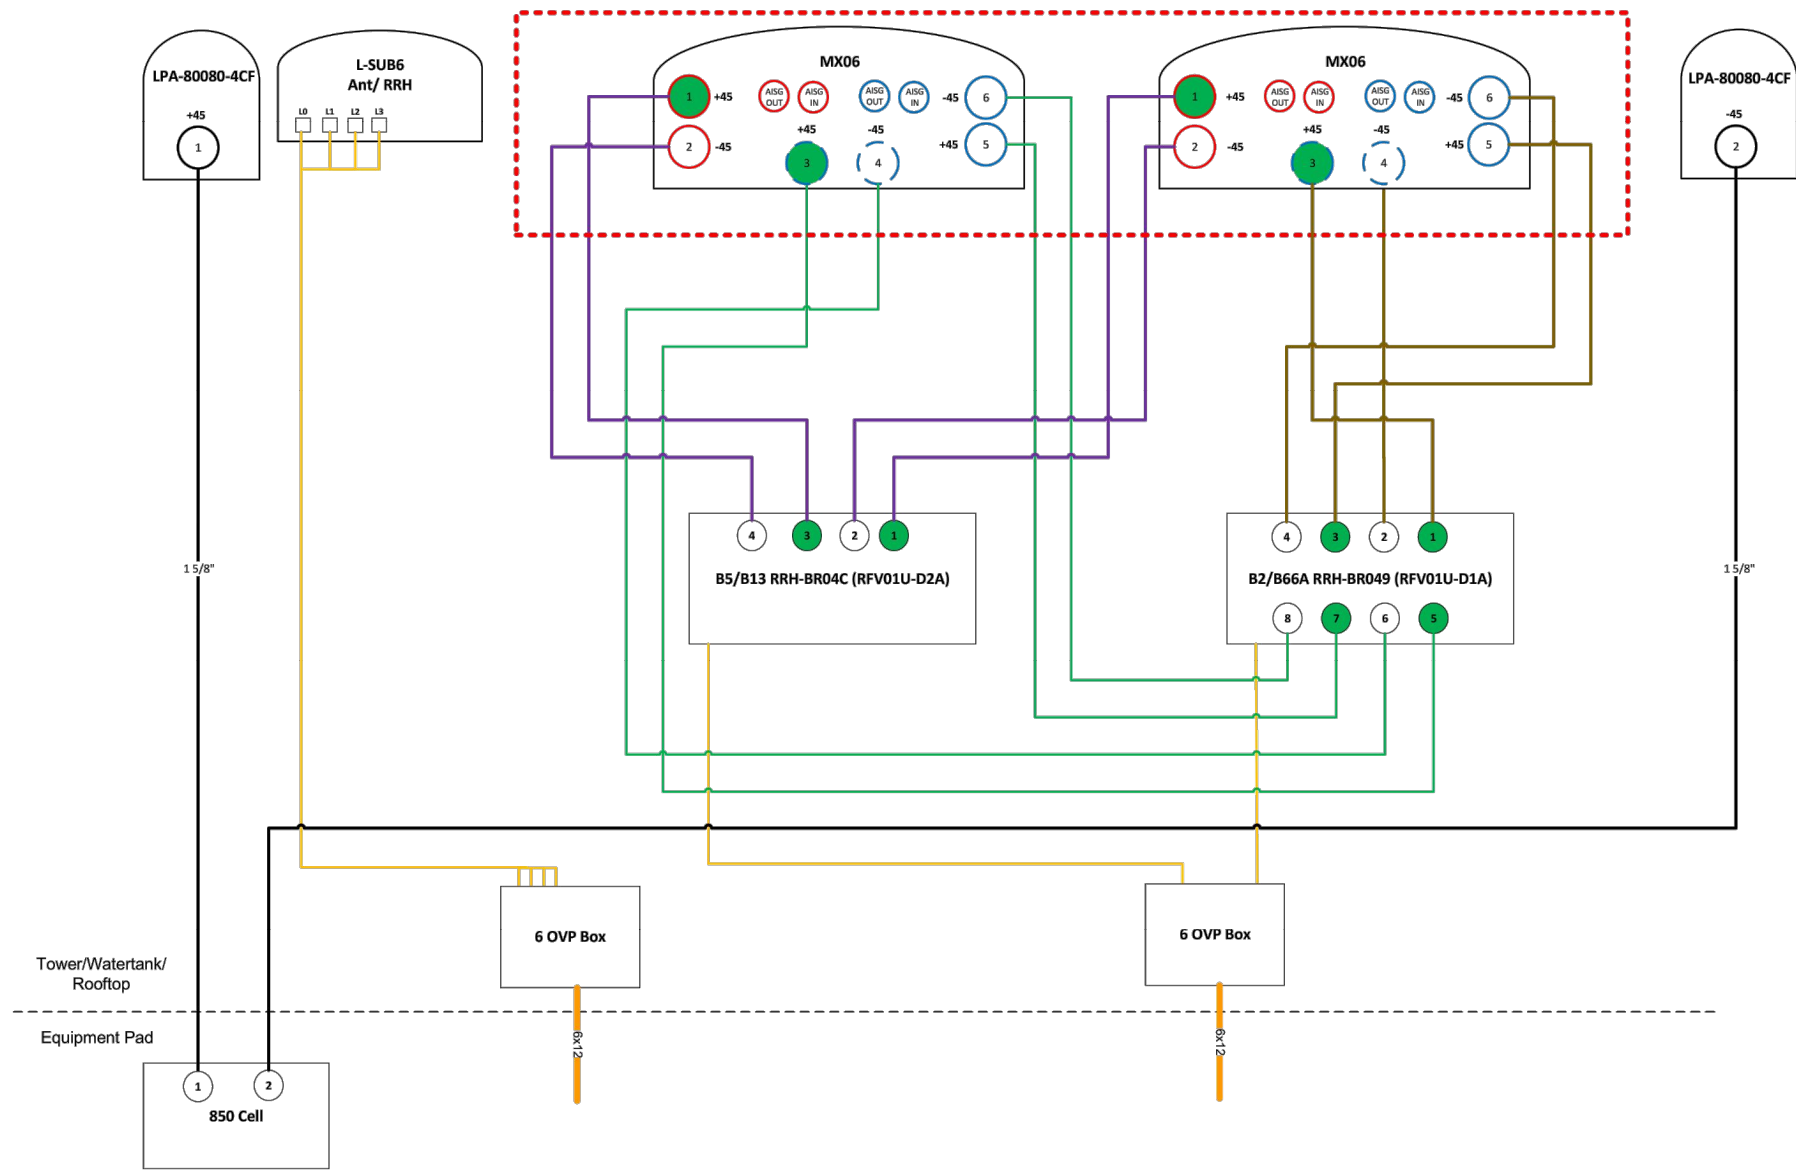 LPA-80080-4CF
+45
1
L-SUB6
Ant/ RRH
L0 L1 L2 L3
MX06
1 +45
AISG OUT
AISG IN
AISG OUT
AISG IN
-45 6
2 -45
+45
3
-45
4
+45 5
MX06
1 +45
AISG OUT
AISG IN
AISG OUT
AISG IN
-45 6
2 -45
+45
3
-45
4
+45 5
LPA-80080-4CF
-45
2
1 5/8"
4 3 2 1
B5/B13 RRH-BR04C (RFV01U-D2A)
4 3 2 1
B2/B66A RRH-BR049 (RFV01U-D1A)
8 7 6 5
1 5/8"
6 OVP Box
6 OVP Box
Tower/Watertank/
Rooftop
Equipment Pad
6x12
6x12
1 2
850 Cell